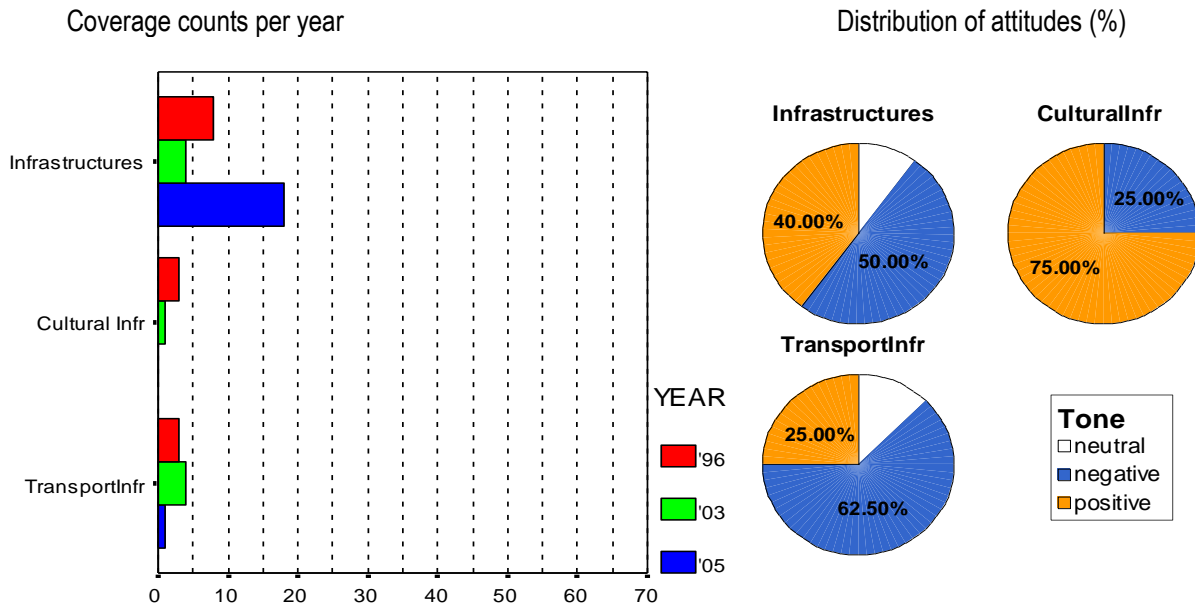 Coverage counts per year
Distribution of attitudes (%)
Infrastructures
Cultural Infr
TransportInfr
0 10 20 30 40 50 60 70
YEAR
'96
'03
'05
Infrastructures
40.00%
50.00%
CulturalInfr
25.00%
75.00%
TransportInfr
25.00%
62.50%
Tone
neutral
negative
positive